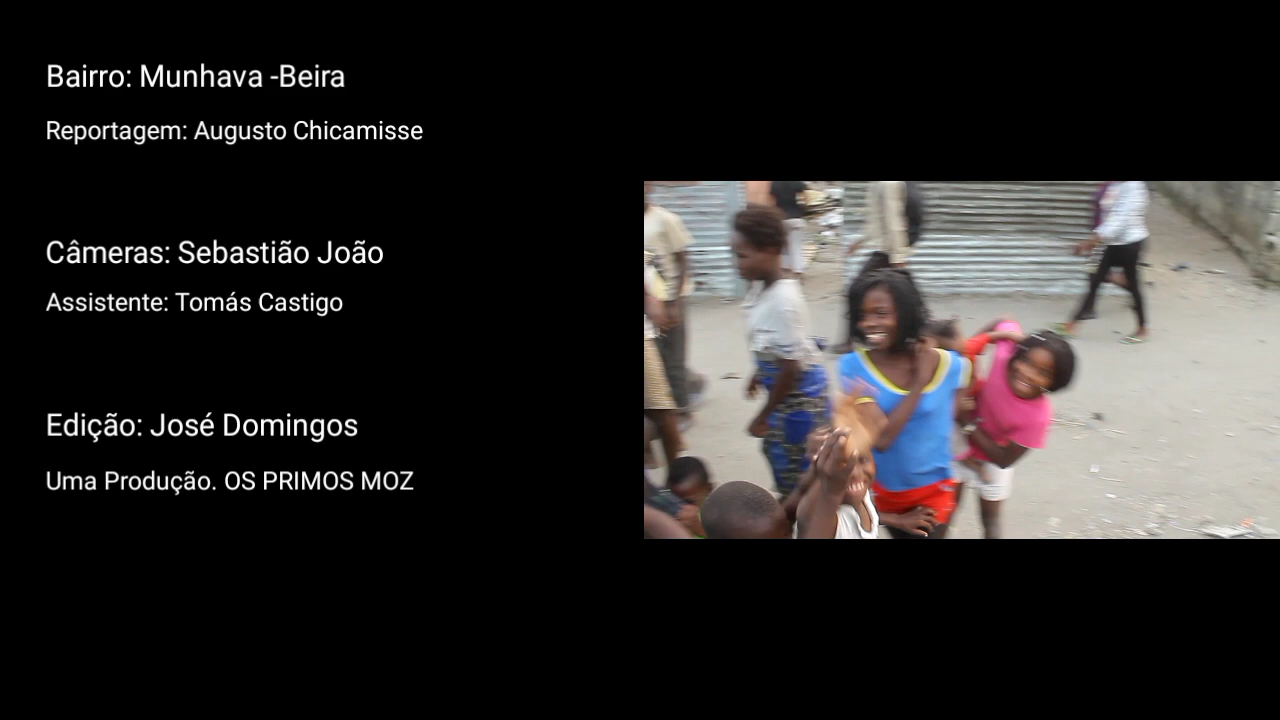 Bairro: Munhava -Beira
Reportagem: Augusto Chicamisse
Câmeras: Sebastião João
Assistente: Tomás Castigo
Edição: José Domingos
Uma Produção. OS PRIMOS MOZ